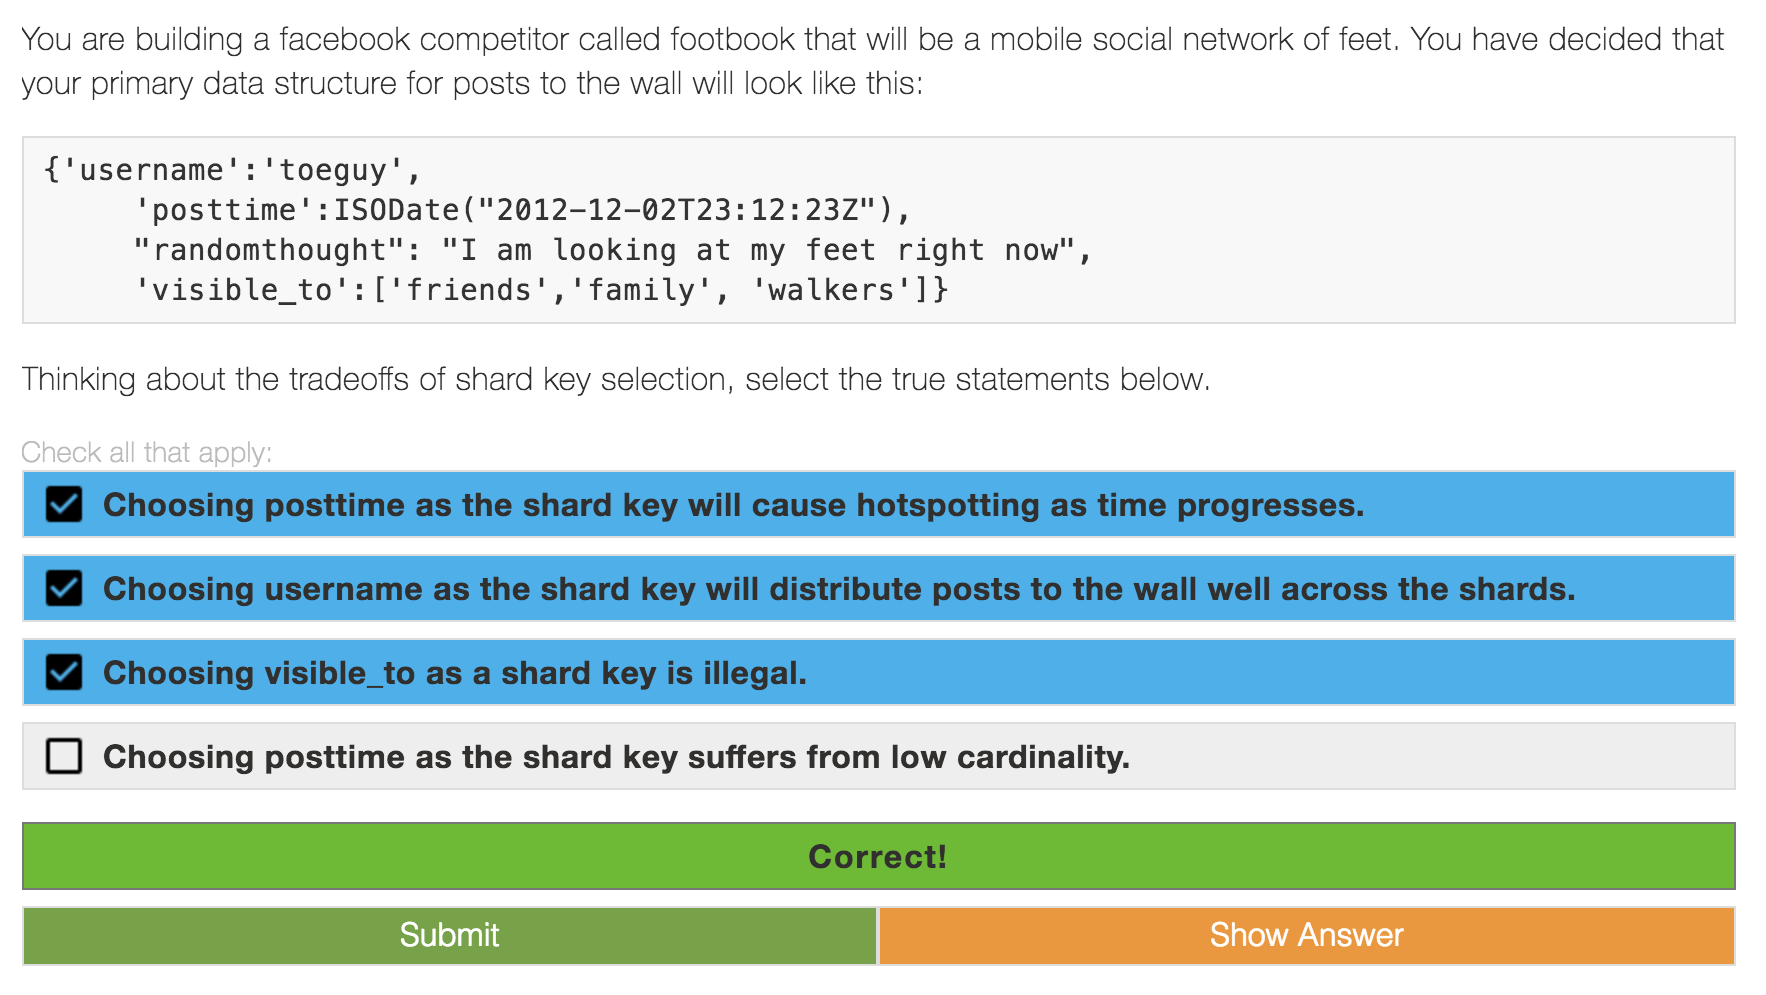 You are building a facebook competitor called footbook that will be a mobile social network of feet. You have decided that
your primary data structure for posts to the wall will look like this:
{'username':'toeguy',
'posttime':ISODate("2012-12-02T23:12:23Z"),
"randomthought": "I am looking at my feet right now",
'visible_to':['friends','family', 'walkers']}
Thinking about the tradeoffs of shard key selection, select the true statements below.
Check all that apply:
Choosing posttime as the shard key will cause hotspotting as time progresses.
Choosing username as the shard key will distribute posts to the wall well across the shards.
Choosing visible_to as a shard key is illegal.
Choosing posttime as the shard key suffers from low cardinality.
Correct!
Submit
Show Answer